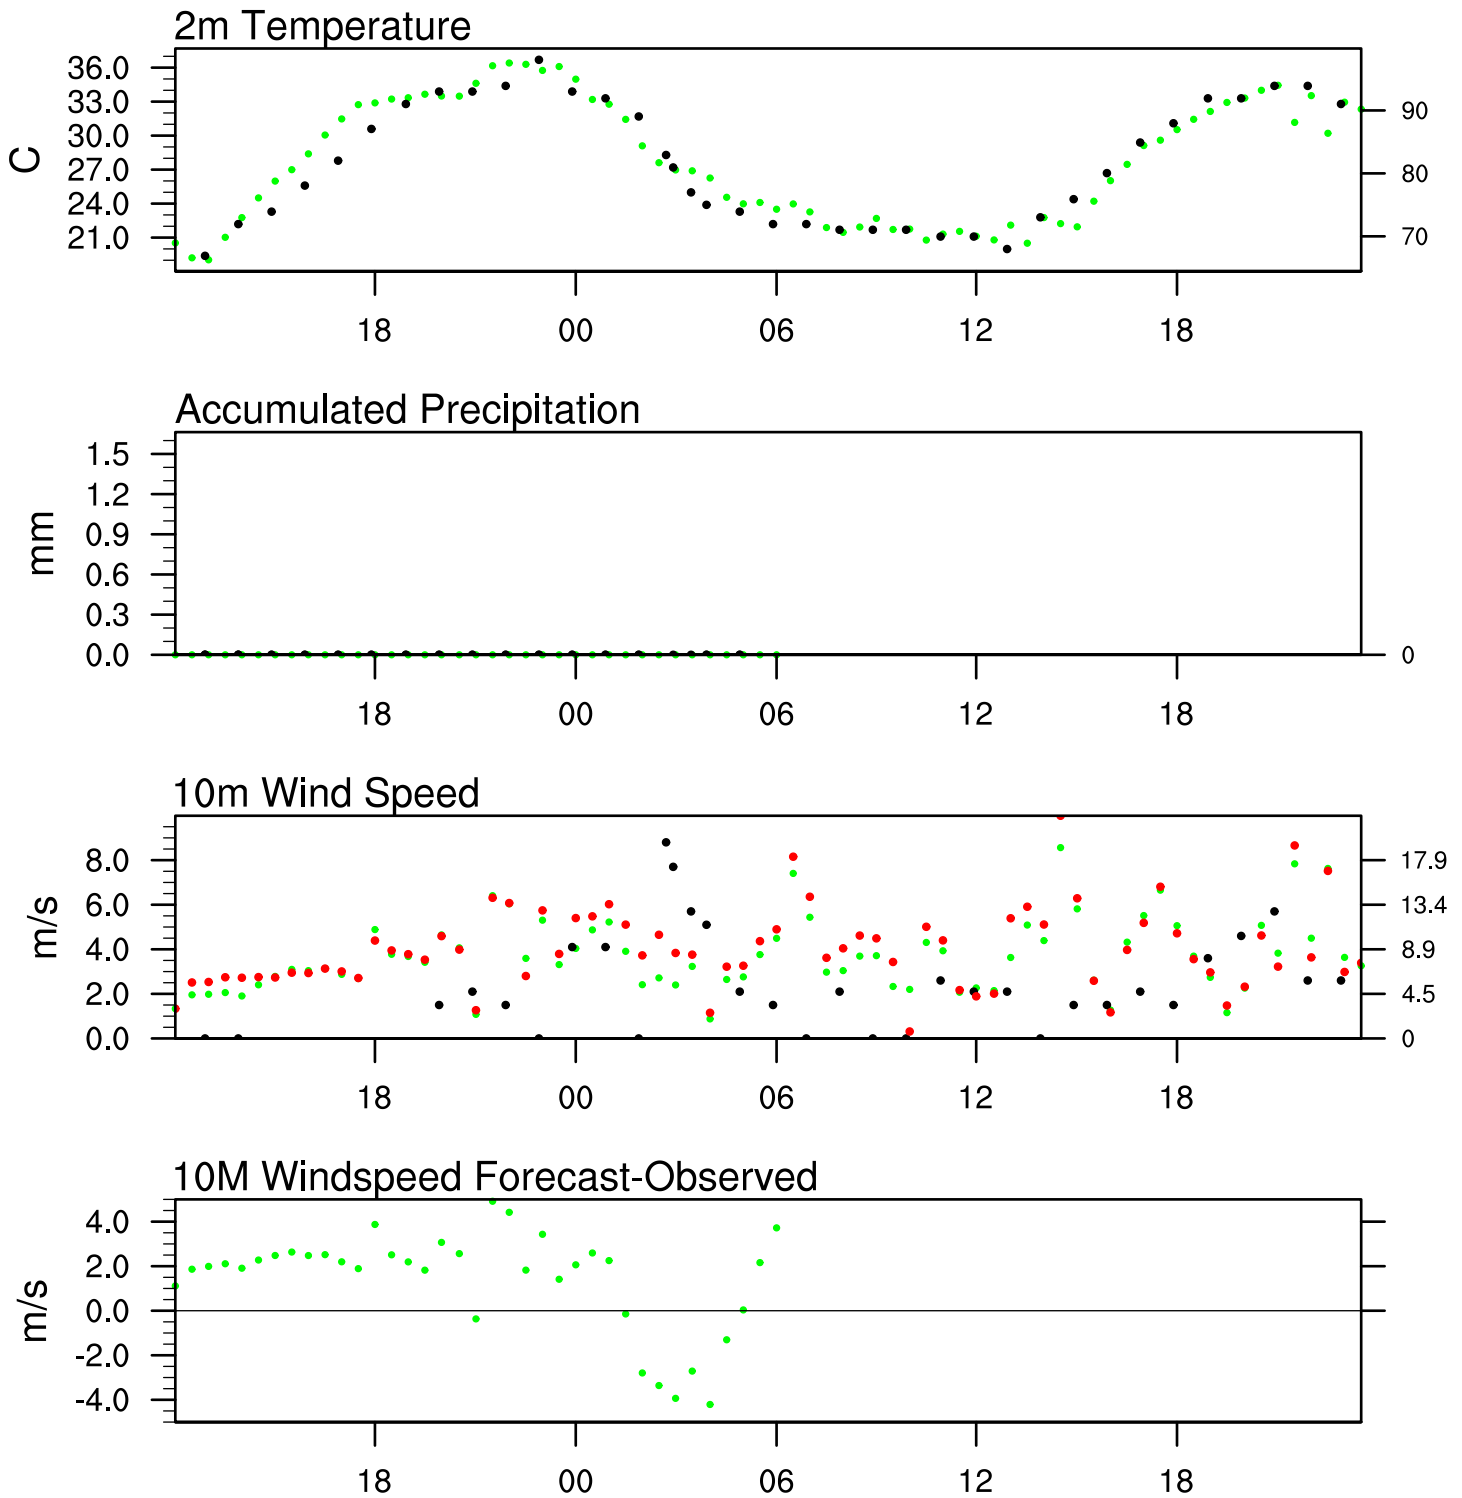 2m Temperature
C
36.0
33.0
30.0
27.0
24.0
21.0
90
80
70
18 00 06 12 18
Accumulated Precipitation
mm
1.5
1.2
0.9
0.6
0.3
0.0
0
18 00 06 12 18
10m Wind Speed
m/s
8.0
6.0
4.0
2.0
0.0
17.9
13.4
8.9
4.5
0
18 00 06 12 18
10M Windspeed Forecast-Observed
m/s
4.0
2.0
0.0
-2.0
-4.0
18 00 06 12 18